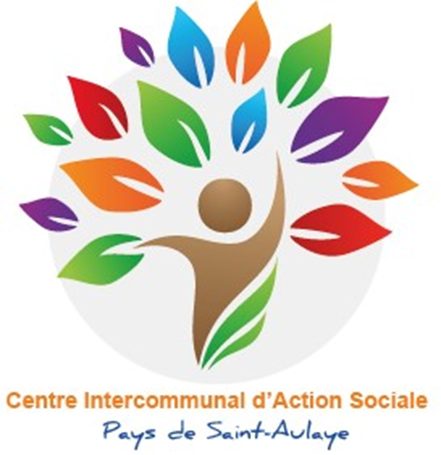 Centre Intercommunal d'Action Sociale
Pays de Saint-Aulaye